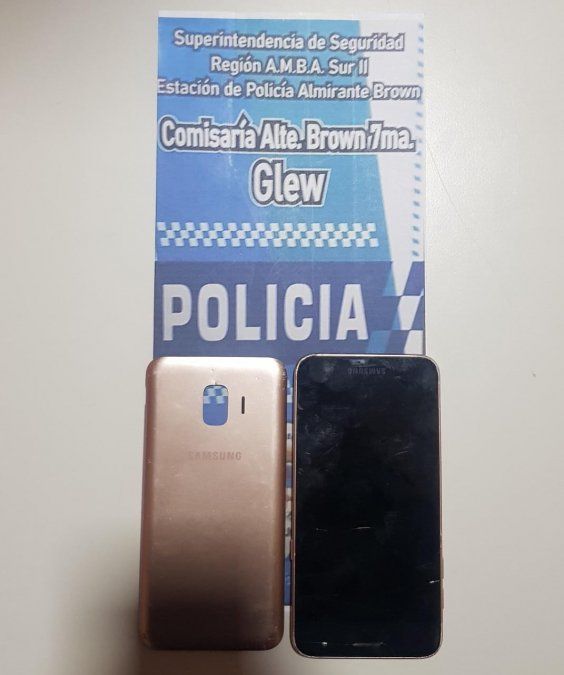 Superintendencia de Seguridad
Región A.M.B.A. Sur II
Estación de Policía Almirante Brown
Comisaría Alte. Brown 7ma.
Glew
POLICIA
SAMSUNG
SAMSUNG